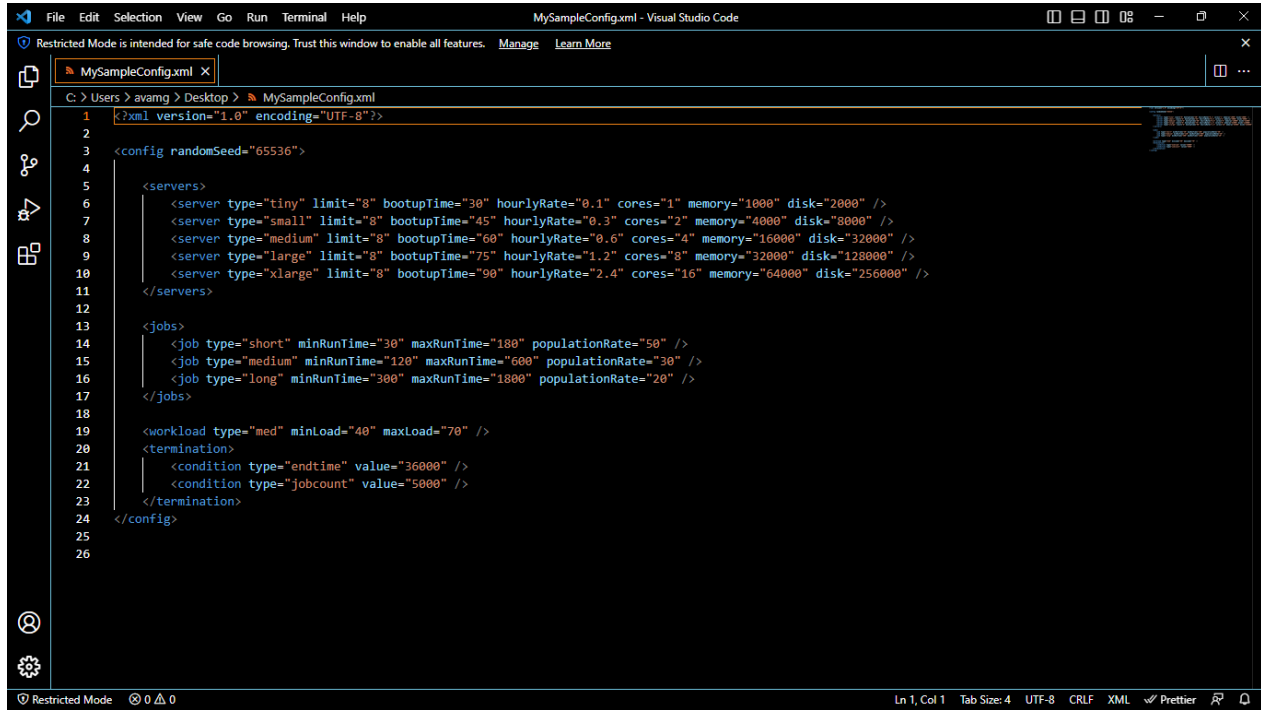 File Edit Selection View Go Run Terminal Help MySampleConfig.xml - Visual Studio Code
Restricted Mode is intended for safe code browsing. Trust this window to enable all features. Manage Learn More
MySampleConfig.xml
C: > Users > avamg > Desktop > MySampleConfig.xml
1 <?xml version="1.0" encoding="UTF-8"?>
2
3 <config randomSeed="65536">
4
5     <servers>
6         <server type="tiny" limit="8" bootupTime="30" hourlyRate="0.1" cores="1" memory="1000" disk="2000" />
7         <server type="small" limit="8" bootupTime="45" hourlyRate="0.3" cores="2" memory="4000" disk="8000" />
8         <server type="medium" limit="8" bootupTime="60" hourlyRate="0.6" cores="4" memory="16000" disk="32000" />
9         <server type="large" limit="8" bootupTime="75" hourlyRate="1.2" cores="8" memory="32000" disk="128000" />
10         <server type="xlarge" limit="8" bootupTime="90" hourlyRate="2.4" cores="16" memory="64000" disk="256000" />
11     </servers>
12
13     <jobs>
14         <job type="short" minRunTime="30" maxRunTime="180" populationRate="50" />
15         <job type="medium" minRunTime="120" maxRunTime="600" populationRate="30" />
16         <job type="long" minRunTime="300" maxRunTime="1800" populationRate="20" />
17     </jobs>
18
19     <workload type="med" minLoad="40" maxLoad="70" />
20     <termination>
21         <condition type="endtime" value="36000" />
22         <condition type="jobcount" value="5000" />
23     </termination>
24 </config>
25
26
Restricted Mode 0 0 Ln 1, Col 1 Tab Size: 4 UTF-8 CRLF XML Prettier